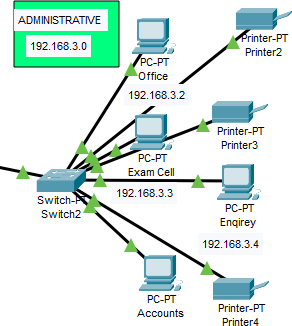 ADMINISTRATIVE
192.168.3.0
PC-PT
Office
Printer-PT
Printer2
192.168.3.2
PC-PT
Exam Cell
Printer-PT
Printer3
Switch-P
Switch2
192.168.3.3
PC-PT
Enqirey
192.168.3.4
PC-PT
Accounts
Printer-PT
Printer4